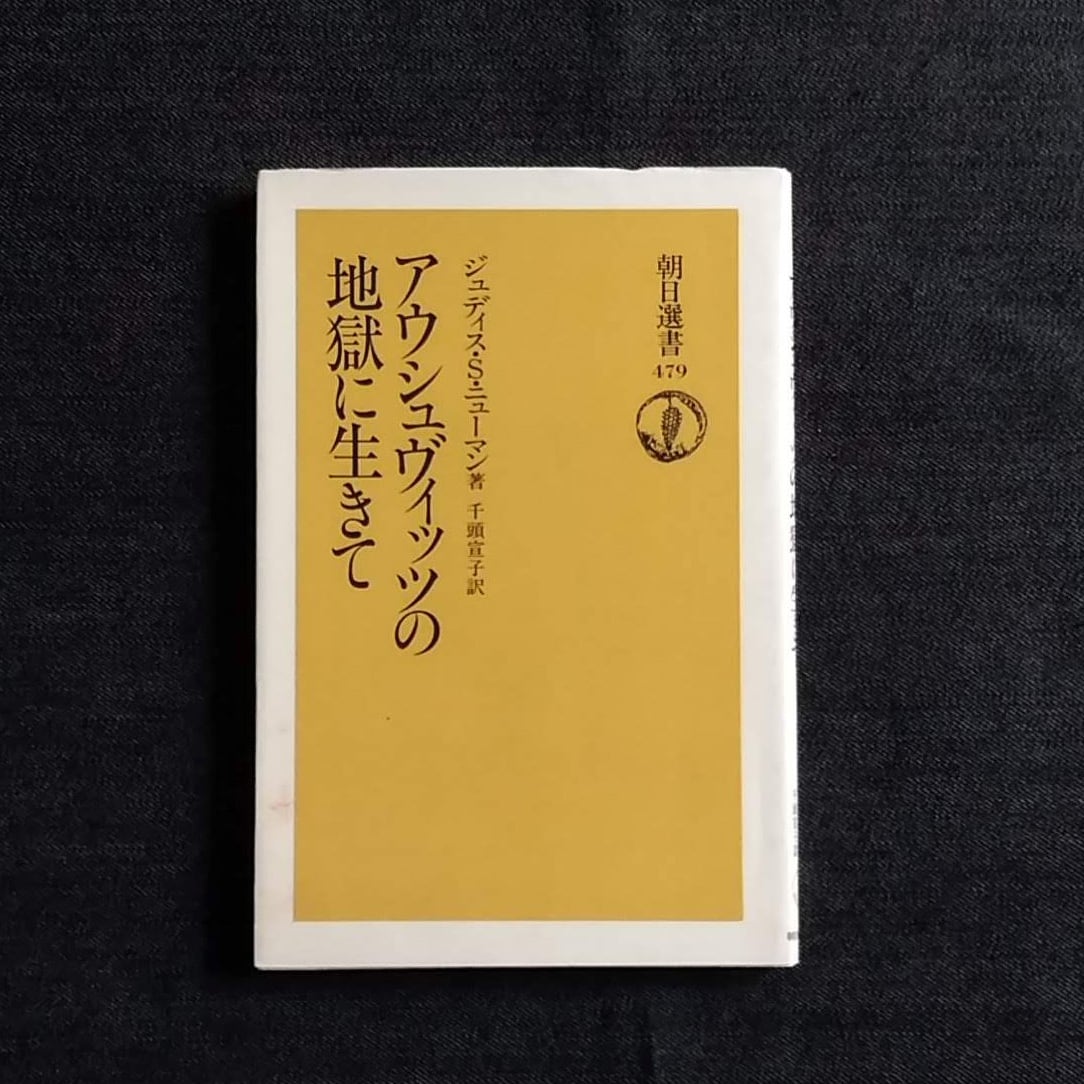 朝日選書
479
ジュディス・S・ニューマン著 千頭宣子訳
アウシュヴィッツの
地獄に生きて